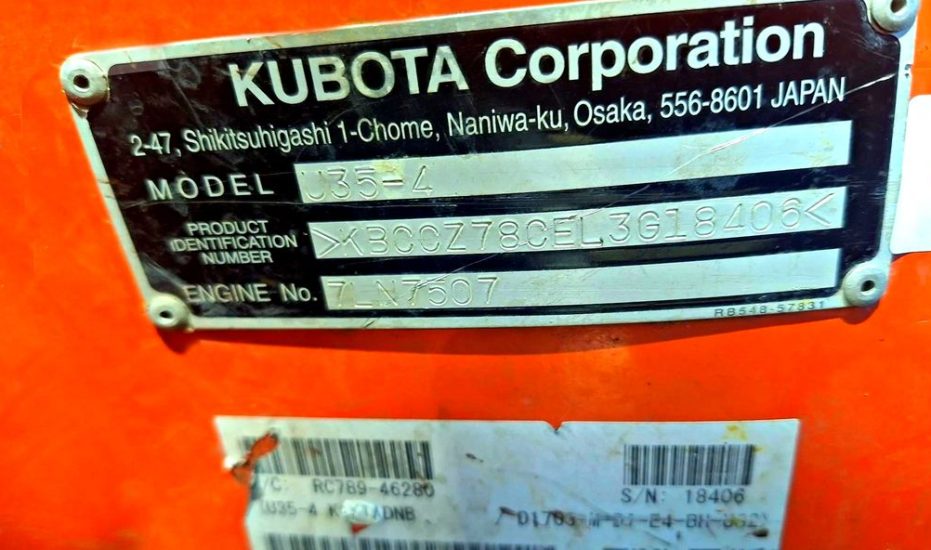 KUBOTA Corporation
2-47, Shikitsuhigashi 1-Chome, Naniwa-ku, Osaka, 556-8601 JAPAN
MODEL U35-4
PRODUCT IDENTIFICATION NUMBER >KBCCZ78CEL3G18406<
ENGINE No. 7LN7507
RB548-57831
RC789-46280
S/N: 18406
U35-4